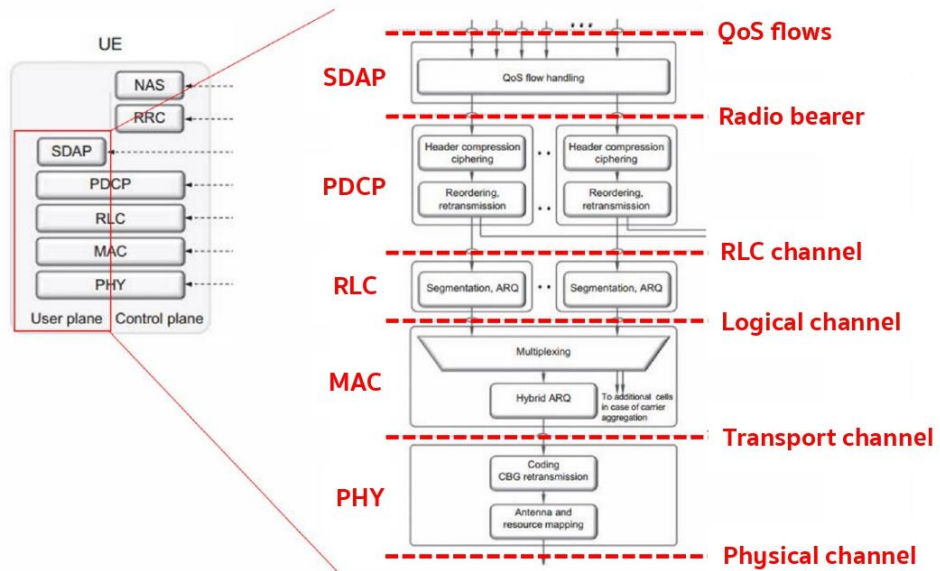 UE
NAS
RRC
SDAP
PDCP
RLC
MAC
PHY
User plane
Control plane
QoS flows
SDAP
QoS flow handling
Radio bearer
PDCP
Header compression
ciphering
Header compression
ciphering
Reordering,
retransmission
Reordering,
retransmission
RLC channel
RLC
Segmentation, ARQ
Segmentation, ARQ
Logical channel
MAC
Multiplexing
Hybrid ARQ
To additional cells
in case of carrier
aggregation
Transport channel
PHY
Coding
CBG retransmission
Antenna and
resource mapping
Physical channel